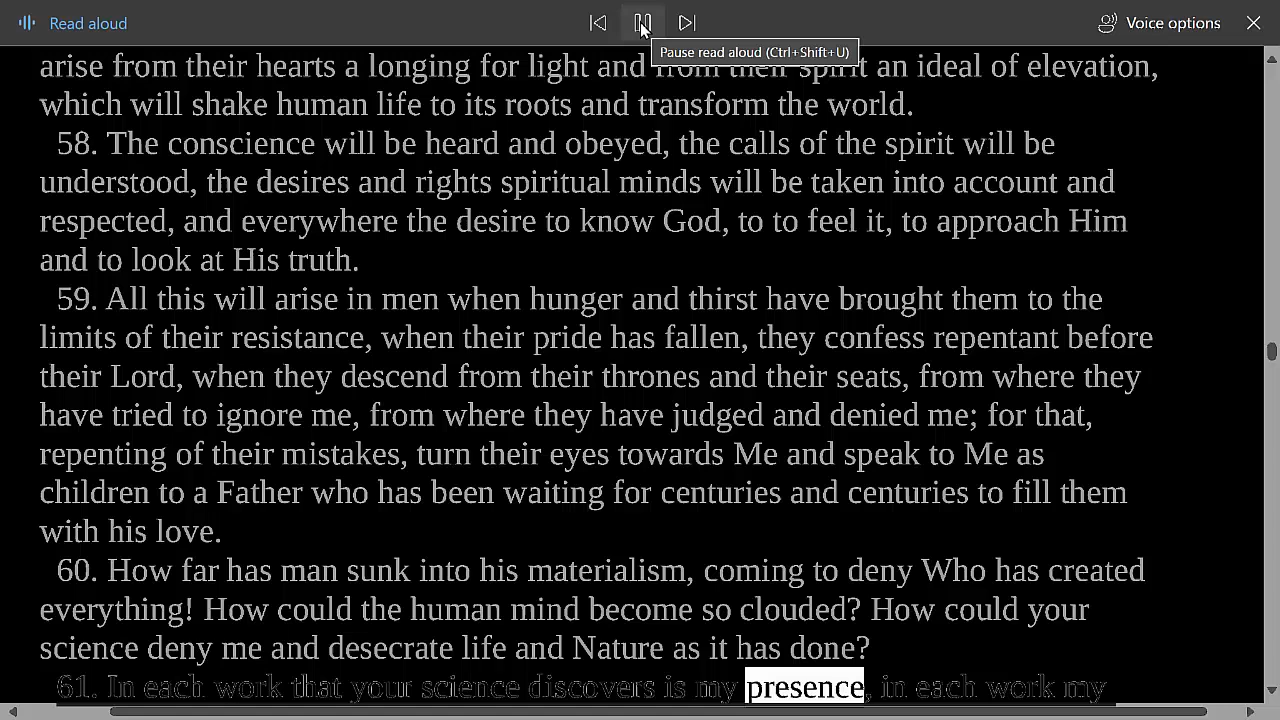 Read aloud
Pause read aloud (Ctrl+Shift+U)
Voice options
arise from their hearts a longing for light and from their spirit an ideal of elevation,
which will shake human life to its roots and transform the world.
58. The conscience will be heard and obeyed, the calls of the spirit will be
understood, the desires and rights spiritual minds will be taken into account and
respected, and everywhere the desire to know God, to to feel it, to approach Him
and to look at His truth.
59. All this will arise in men when hunger and thirst have brought them to the
limits of their resistance, when their pride has fallen, they confess repentant before
their Lord, when they descend from their thrones and their seats, from where they
have tried to ignore me, from where they have judged and denied me; for that,
repenting of their mistakes, turn their eyes towards Me and speak to Me as
children to a Father who has been waiting for centuries and centuries to fill them
with his love.
60. How far has man sunk into his materialism, coming to deny Who has created
everything! How could the human mind become so clouded? How could your
science deny me and desecrate life and Nature as it has done?
61. In each work that your science discovers is my presence, in each work my